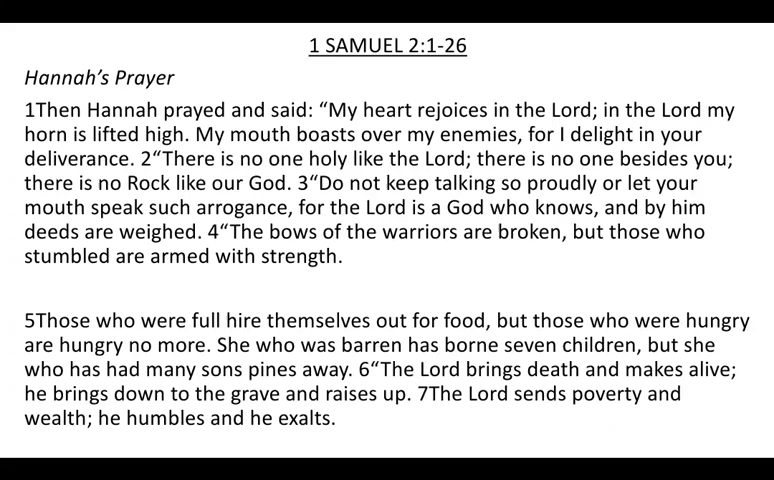 1 SAMUEL 2:1-26
Hannah’s Prayer
1Then Hannah prayed and said: “My heart rejoices in the Lord; in the Lord my
horn is lifted high. My mouth boasts over my enemies, for I delight in your
deliverance. 2“There is no one holy like the Lord; there is no one besides you;
there is no Rock like our God. 3“Do not keep talking so proudly or let your
mouth speak such arrogance, for the Lord is a God who knows, and by him
deeds are weighed. 4“The bows of the warriors are broken, but those who
stumbled are armed with strength.
5Those who were full hire themselves out for food, but those who were hungry
are hungry no more. She who was barren has borne seven children, but she
who has had many sons pines away. 6“The Lord brings death and makes alive;
he brings down to the grave and raises up. 7The Lord sends poverty and
wealth; he humbles and he exalts.